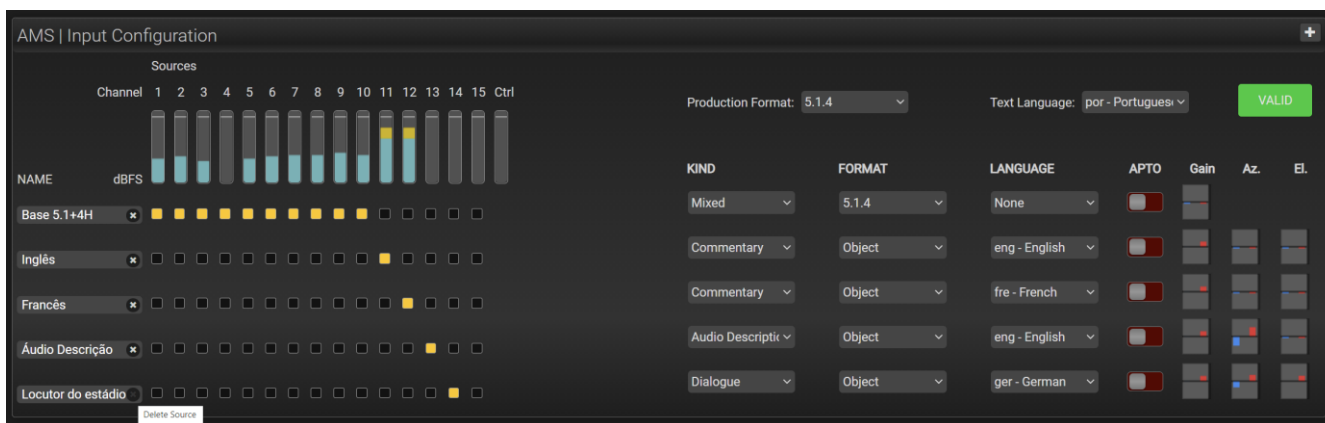 AMS | Input Configuration
Sources
Channel 1 2 3 4 5 6 7 8 9 10 11 12 13 14 15 Ctrl
Production Format: 5.1.4
Text Language: por - Portugues
VALID
NAME dBFS
KIND FORMAT LANGUAGE APTO Gain Az. El.
Base 5.1+4H Mixed 5.1.4 None
Inglês Commentary Object eng - English
Francês Commentary Object fre - French
Áudio Descrição Audio Descriptic Object eng - English
Locutor do estádio Dialogue Object ger - German
Delete Source